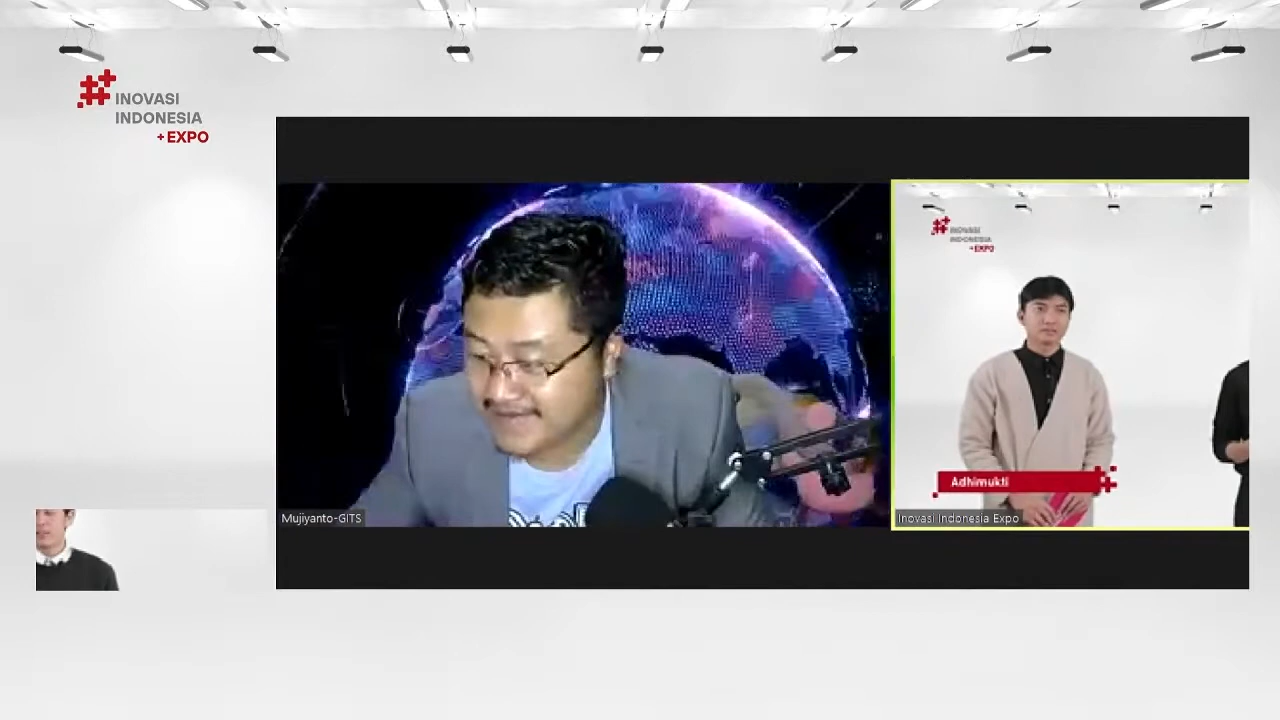 INOVASI
INDONESIA
+EXPO
INOVASI
INDONESIA
+EXPO
Adhimukti
Mujiyanto-GITS
Inovasi Indonesia Expo